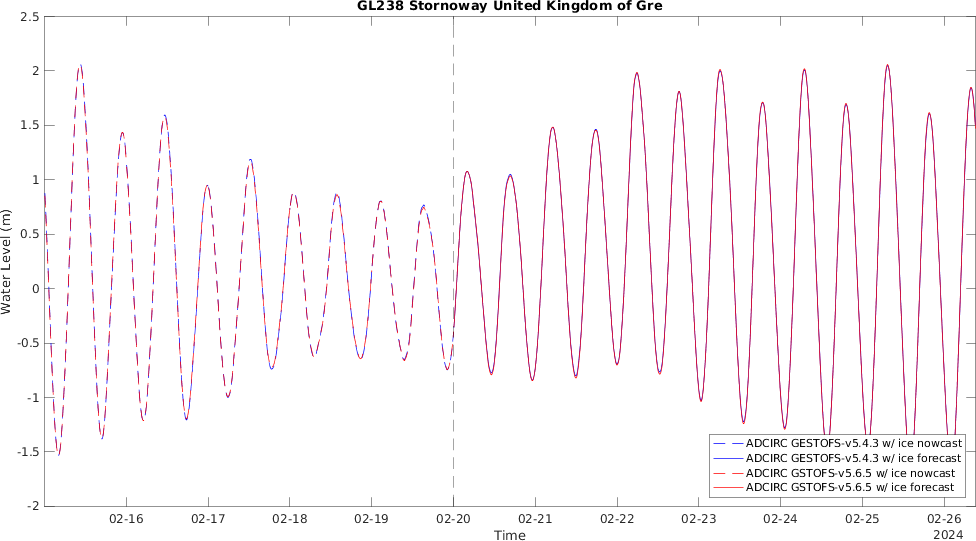 GL238 Stornoway United Kingdom of Gre
2.5
2
1.5
1
0.5
0
-0.5
-1
-1.5
-2
Water Level (m)
ADCIRC GESTOFS-v5.4.3 w/ ice nowcast
ADCIRC GESTOFS-v5.4.3 w/ ice forecast
ADCIRC GSTOFS-v5.6.5 w/ ice nowcast
ADCIRC GSTOFS-v5.6.5 w/ ice forecast
02-16 02-17 02-18 02-19 02-20 02-21 02-22 02-23 02-24 02-25 02-26
Time
2024